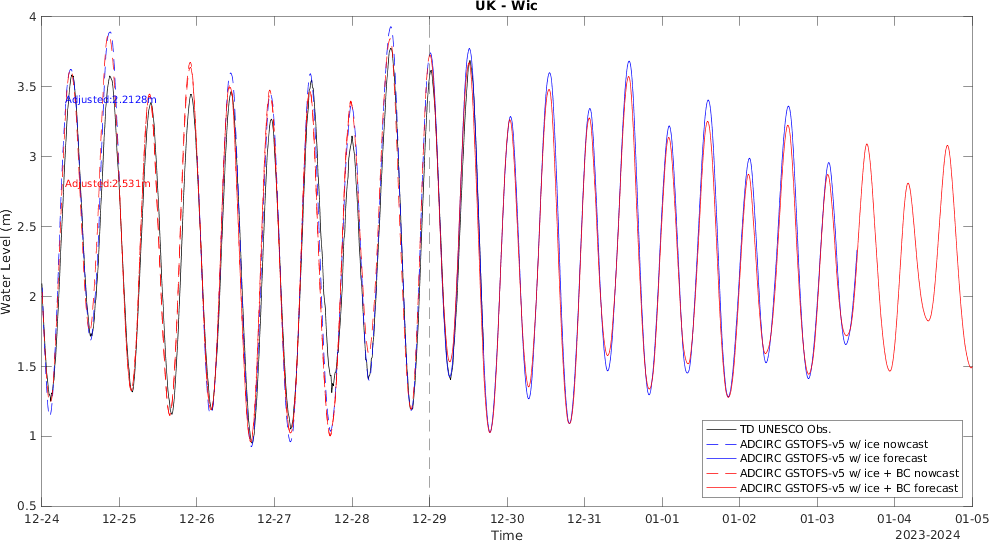 UK - Wic
4
3.5
3
2.5
2
1.5
1
0.5
Water Level (m)
Adjusted:2.2128m
Adjusted:2.531m
TD UNESCO Obs.
ADCIRC GSTOFS-v5 w/ ice nowcast
ADCIRC GSTOFS-v5 w/ ice forecast
ADCIRC GSTOFS-v5 w/ ice + BC nowcast
ADCIRC GSTOFS-v5 w/ ice + BC forecast
12-24 12-25 12-26 12-27 12-28 12-29 12-30 12-31 01-01 01-02 01-03 01-04 01-05
Time
2023-2024